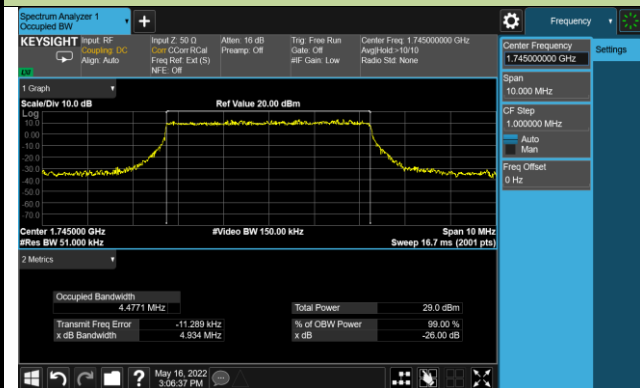 Spectrum Analyzer 1
Occupied BW
Frequency
KEYSIGHT
Input: RF
Coupling: DC
Align: Auto
Input Z: 50 Ω
Corr CCorr RCal
Freq Ref: Ext (S)
NFE: Off
Atten: 16 dB
Preamp: Off
Trig: Free Run
Gate: Off
#IF Gain: Low
Center Freq: 1.745000000 GHz
Avg|Hold:>10/10
Radio Std: None
Center Frequency
1.745000000 GHz
Settings
Span
10.000 MHz
CF Step
1.000000 MHz
Auto
Man
Freq Offset
0 Hz
1 Graph
Scale/Div 10.0 dB
Ref Value 20.00 dBm
Log
10.0
0.00
-10.0
-20.0
-30.0
-40.0
-50.0
-60.0
-70.0
Center 1.745000 GHz
#Video BW 150.00 kHz
Span 10 MHz
#Res BW 51.000 kHz
Sweep 16.7 ms (2001 pts)
2 Metrics
Occupied Bandwidth
4.4771 MHz
Total Power
29.0 dBm
Transmit Freq Error
-11.289 kHz
% of OBW Power
99.00 %
x dB Bandwidth
4.934 MHz
x dB
-26.00 dB
?
May 16, 2022
3:06:37 PM